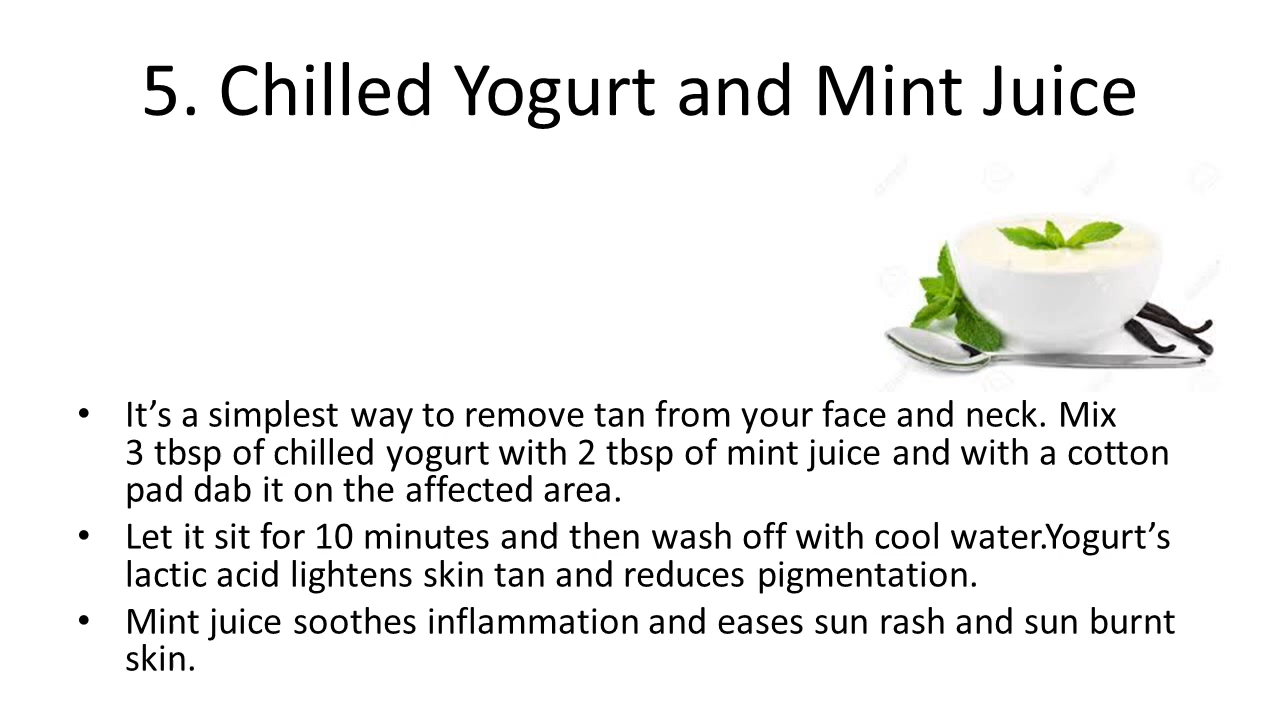 5. Chilled Yogurt and Mint Juice
• It’s a simplest way to remove tan from your face and neck. Mix
3 tbsp of chilled yogurt with 2 tbsp of mint juice and with a cotton
pad dab it on the affected area.
• Let it sit for 10 minutes and then wash off with cool water.Yogurt’s
lactic acid lightens skin tan and reduces pigmentation.
• Mint juice soothes inflammation and eases sun rash and sun burnt
skin.